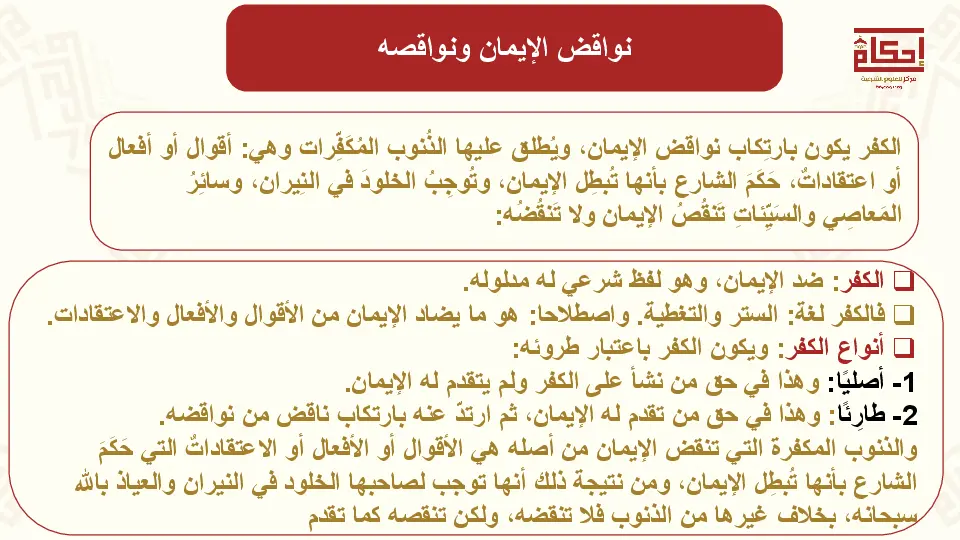 نواقض الإيمان ونواقصه
إحكام
مركز للعلوم الشرعية
الكفر يكون بارتِكاب نواقض الإيمان، ويُطلق عليها الذُنوب المُكَفِّرات وهي: أقوال أو أفعال
أو اعتقاداتٌ، حَكَمَ الشارع بأنها تُبطِل الإيمان، وتُوجِبُ الخلودَ في النِيران، وسائِرُ
المَعاصِي والسَيِّئاتِ تَنقُصُ الإيمان ولا تَنقُضُه:
❑ الكفر: ضد الإيمان، وهو لفظ شرعي له مدلوله.
❑ فالكفر لغة: الستر والتغطية. واصطلاحا: هو ما يضاد الإيمان من الأقوال والأفعال والاعتقادات.
❑ أنواع الكفر: ويكون الكفر باعتبار طروئه:
1- أصليًا: وهذا في حق من نشأ على الكفر ولم يتقدم له الإيمان.
2- طارِئًا: وهذا في حق من تقدم له الإيمان، ثم ارتدّ عنه بارتكاب ناقض من نواقضه.
والذنوب المكفرة التي تنقض الإيمان من أصله هي الأقوال أو الأفعال أو الاعتقاداتٌ التي حَكَمَ
الشارع بأنها تُبطِل الإيمان، ومن نتيجة ذلك أنها توجب لصاحبها الخلود في النيران والعياذ بالله
سبحانه، بخلاف غيرها من الذنوب فلا تنقضه، ولكن تنقصه كما تقدم